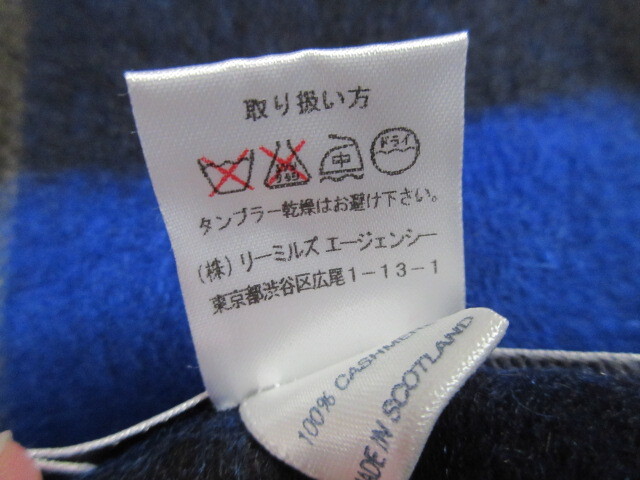 取り扱い方
中 ドライ
タンブラー乾燥はお避け下さい。
(株)リーミルズ エージェンシー
東京都渋谷区広尾1-13-1
100% CASHMERE
MADE IN SCOTLAND